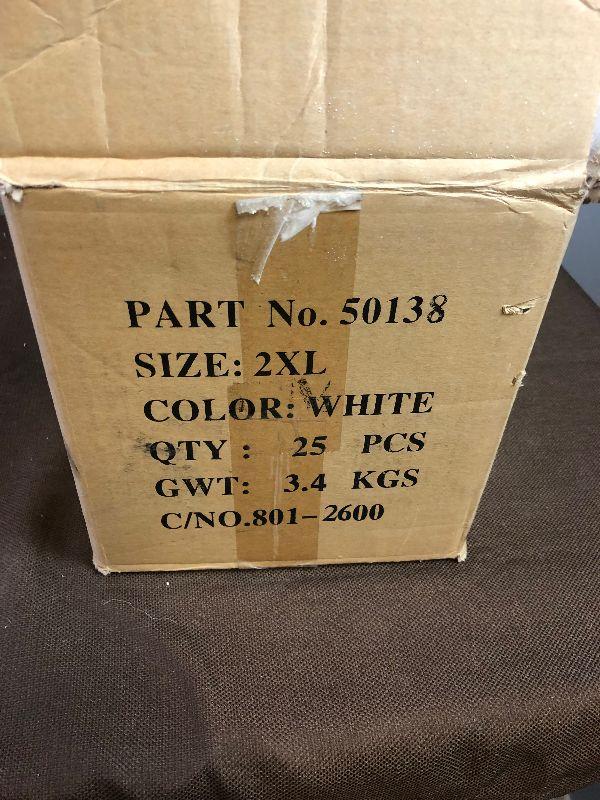 PART No. 50138
SIZE: 2XL
COLOR: WHITE
QTY : 25 PCS
GWT: 3.4 KGS
C/NO.801-2600